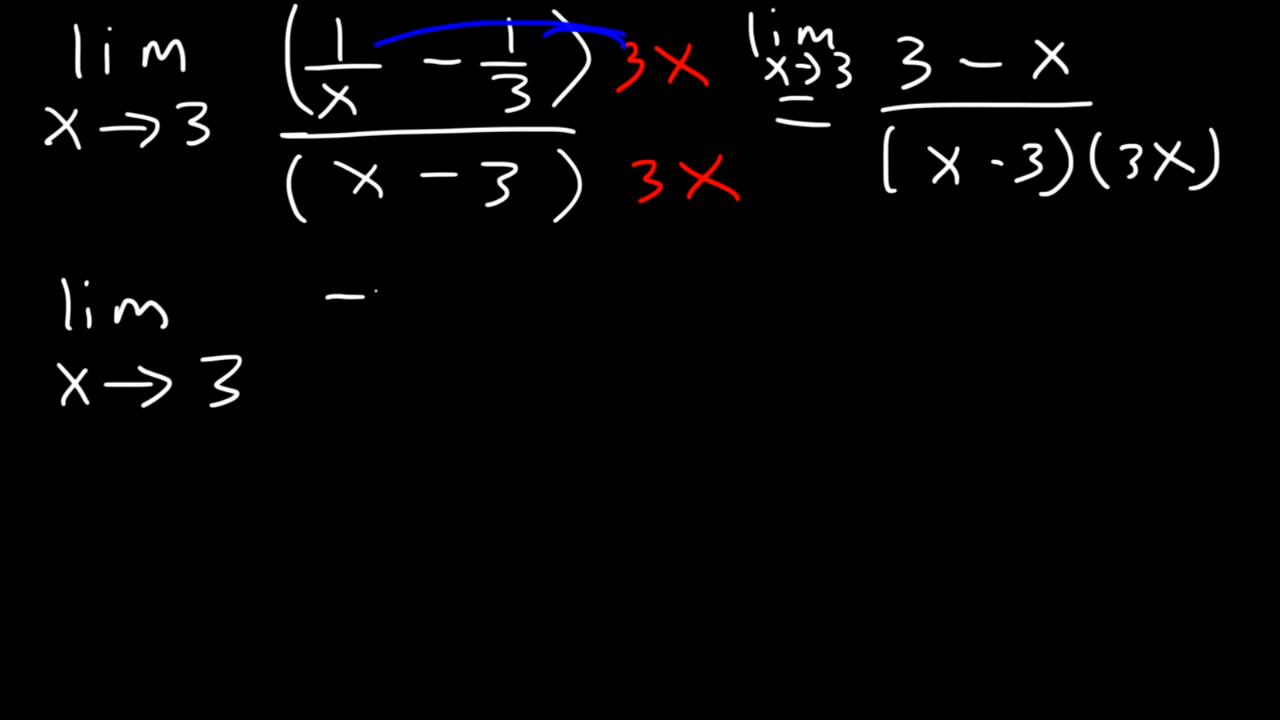 lim x→3 (1/x - 1/3) 3x / (x - 3) 3x = lim x→3 3 - x / (x - 3)(3x)
lim x→3 -